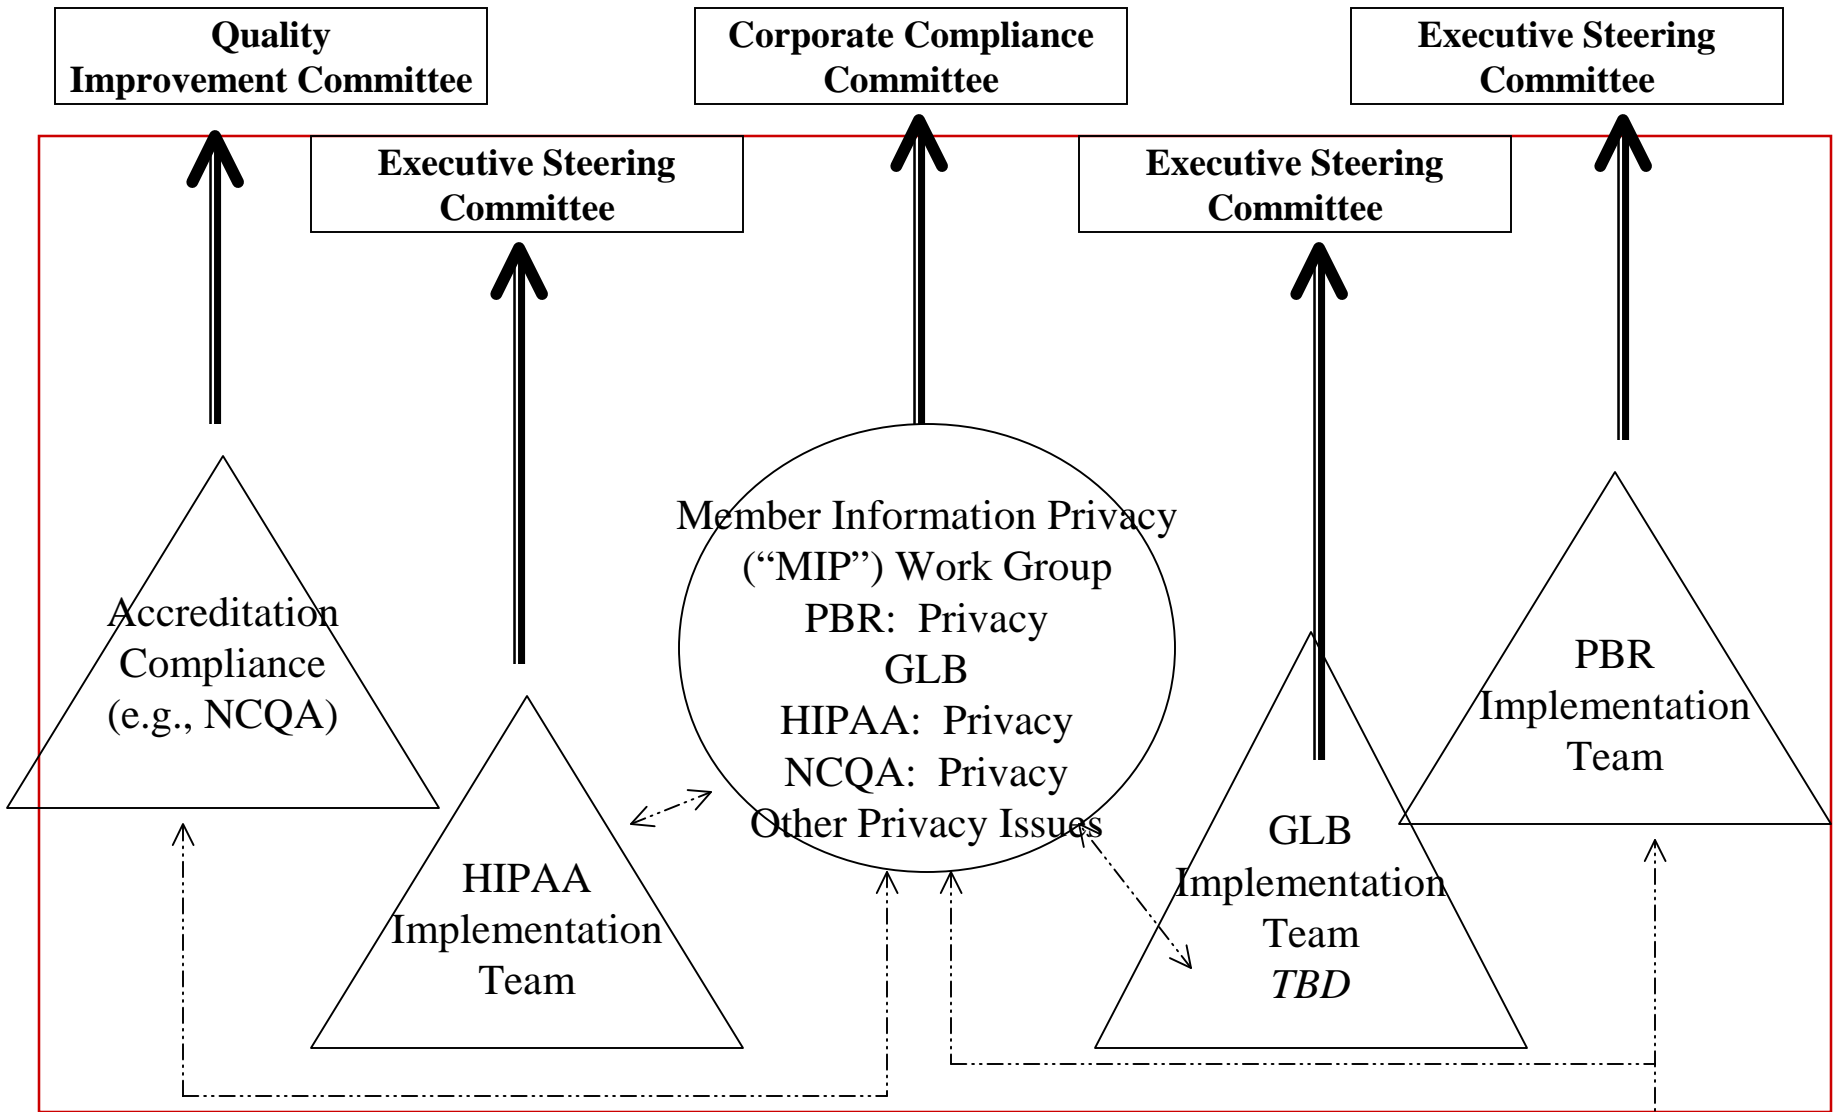 Quality
Improvement Committee
Corporate Compliance
Committee
Executive Steering
Committee
Executive Steering
Committee
Executive Steering
Committee
Accreditation
Compliance
(e.g., NCQA)
HIPAA
Implementation
Team
Member Information Privacy
(“MIP”) Work Group
PBR:  Privacy
GLB
HIPAA:  Privacy
NCQA:  Privacy
Other Privacy Issues
GLB
Implementation
Team
TBD
PBR
Implementation
Team